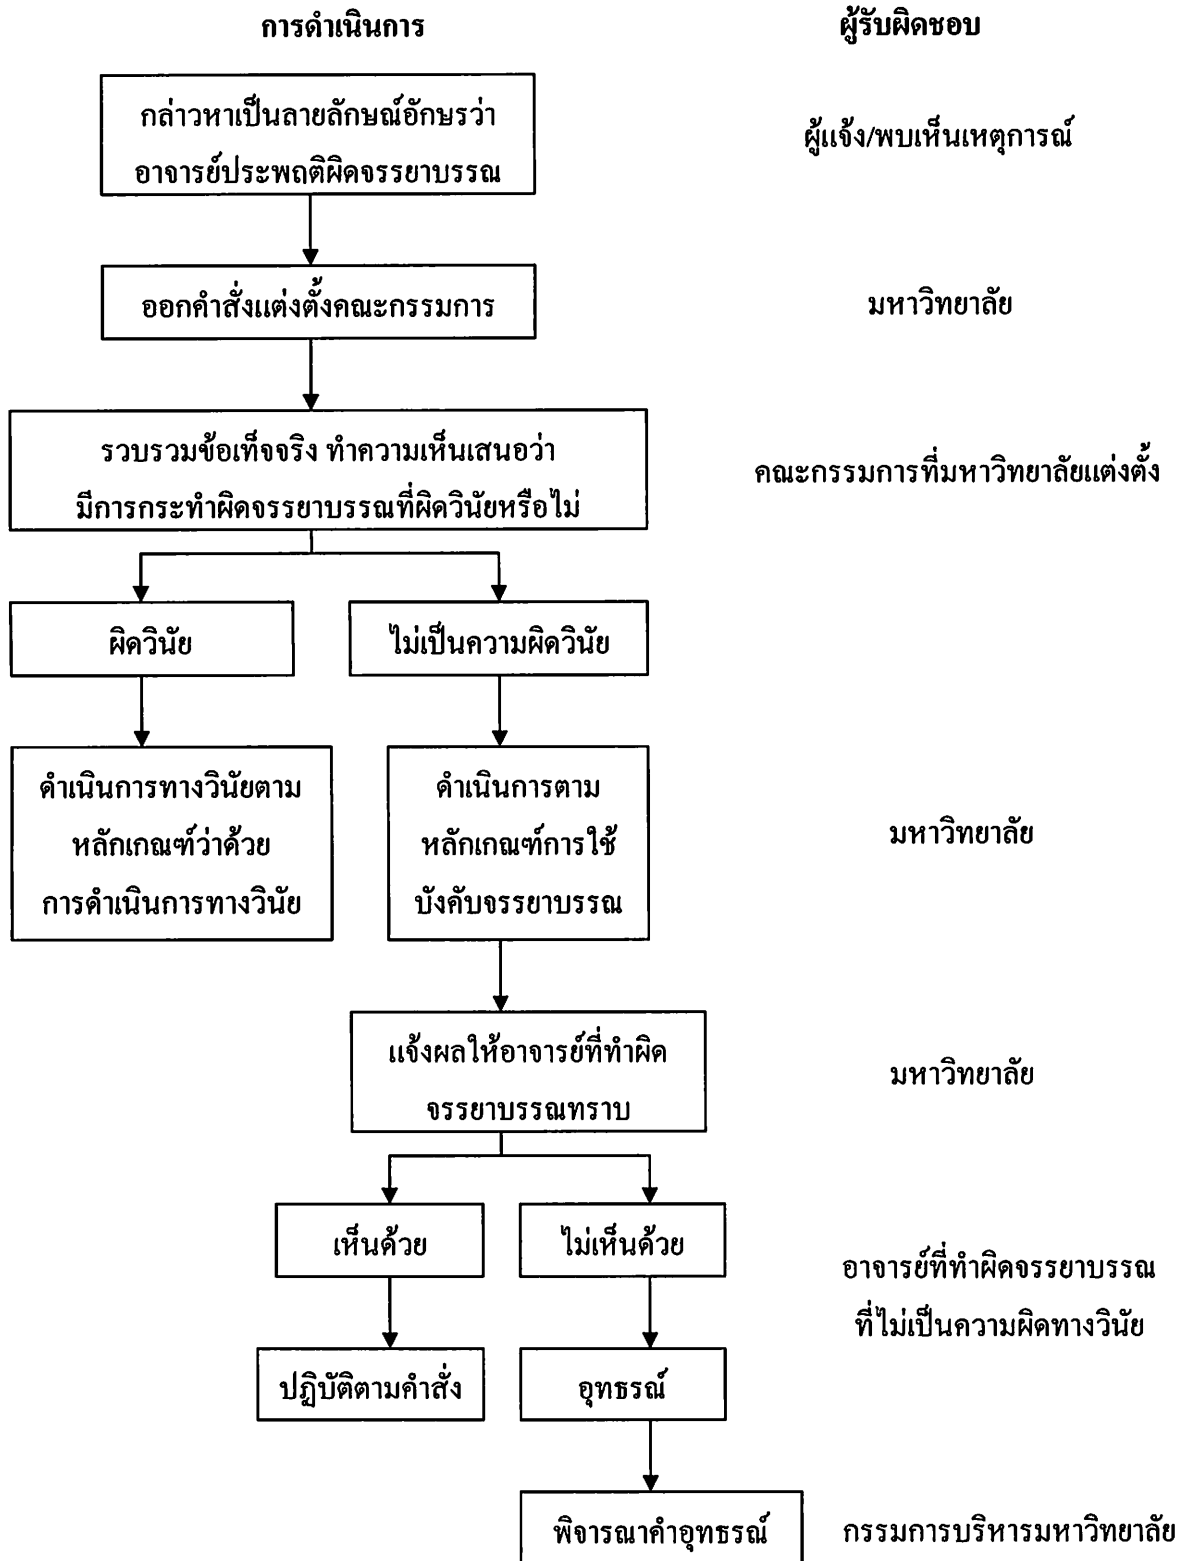 การดำเนินการ
ผู้รับผิดชอบ
กล่าวหาเป็นลายลักษณ์อักษรว่า
อาจารย์ประพฤติผิดจรรยาบรรณ
ผู้แจ้ง/พบเห็นเหตุการณ์
ออกคำสั่งแต่งตั้งคณะกรรมการ
มหาวิทยาลัย
รวบรวมข้อเท็จจริง ทำความเห็นเสนอว่า
มีการกระทำผิดจรรยาบรรณที่ผิดวินัยหรือไม่
คณะกรรมการที่มหาวิทยาลัยแต่งตั้ง
ผิดวินัย
ไม่เป็นความผิดวินัย
ดำเนินการทางวินัยตาม
หลักเกณฑ์ว่าด้วย
การดำเนินการทางวินัย
ดำเนินการตาม
หลักเกณฑ์การใช้
บังคับจรรยาบรรณ
มหาวิทยาลัย
แจ้งผลให้อาจารย์ที่ทำผิด
จรรยาบรรณทราบ
มหาวิทยาลัย
เห็นด้วย
ไม่เห็นด้วย
อาจารย์ที่ทำผิดจรรยาบรรณ
ที่ไม่เป็นความผิดทางวินัย
ปฏิบัติตามคำสั่ง
อุทธรณ์
พิจารณาคำอุทธรณ์
กรรมการบริหารมหาวิทยาลัย